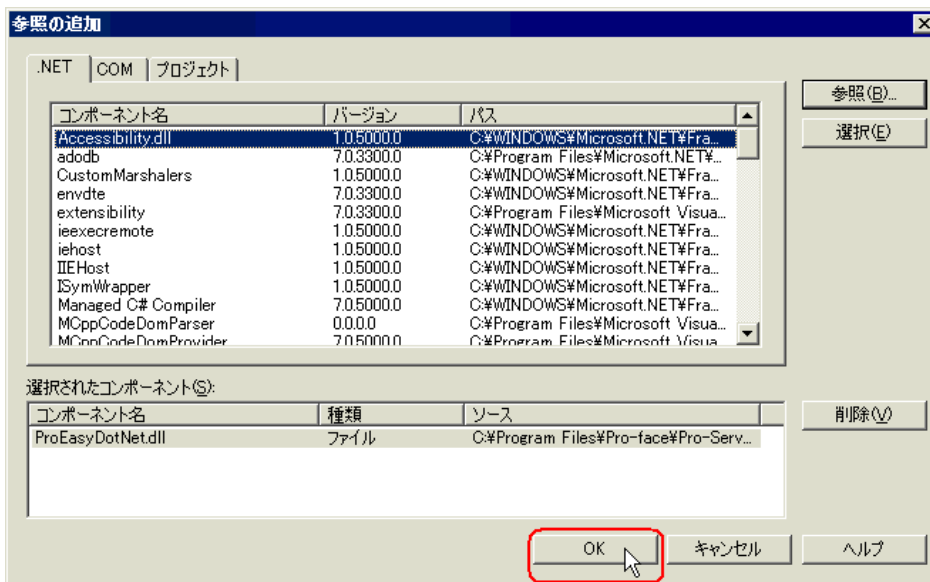 参照の追加
.NET COM プロジェクト
参照(B)...
コンポーネント名 バージョン パス
選択(E)
Accessibility.dll 1.0.5000.0 C:¥WINDOWS¥Microsoft.NET¥Fra...
adodb 7.0.3300.0 C:¥Program Files¥Microsoft.NET¥...
CustomMarshalers 1.0.5000.0 C:¥WINDOWS¥Microsoft.NET¥Fra...
envdte 7.0.3300.0 C:¥WINDOWS¥Microsoft.NET¥Fra...
extensibility 7.0.3300.0 C:¥Program Files¥Microsoft Visua...
ieexecremote 1.0.5000.0 C:¥WINDOWS¥Microsoft.NET¥Fra...
iehost 1.0.5000.0 C:¥WINDOWS¥Microsoft.NET¥Fra...
IIEHost 1.0.5000.0 C:¥WINDOWS¥Microsoft.NET¥Fra...
ISymWrapper 1.0.5000.0 C:¥WINDOWS¥Microsoft.NET¥Fra...
Managed C# Compiler 7.0.5000.0 C:¥WINDOWS¥Microsoft.NET¥Fra...
MCppCodeDomParser 0.0.0.0 C:¥Program Files¥Microsoft Visua...
MCppCodeDomProvider 7.0.5000.0 C:¥Program Files¥Microsoft Visua...
選択されたコンポーネント(S):
コンポーネント名 種類 ソース
削除(V)
ProEasyDotNet.dll ファイル C:¥Program Files¥Pro-face¥Pro-Serv...
OK キャンセル ヘルプ